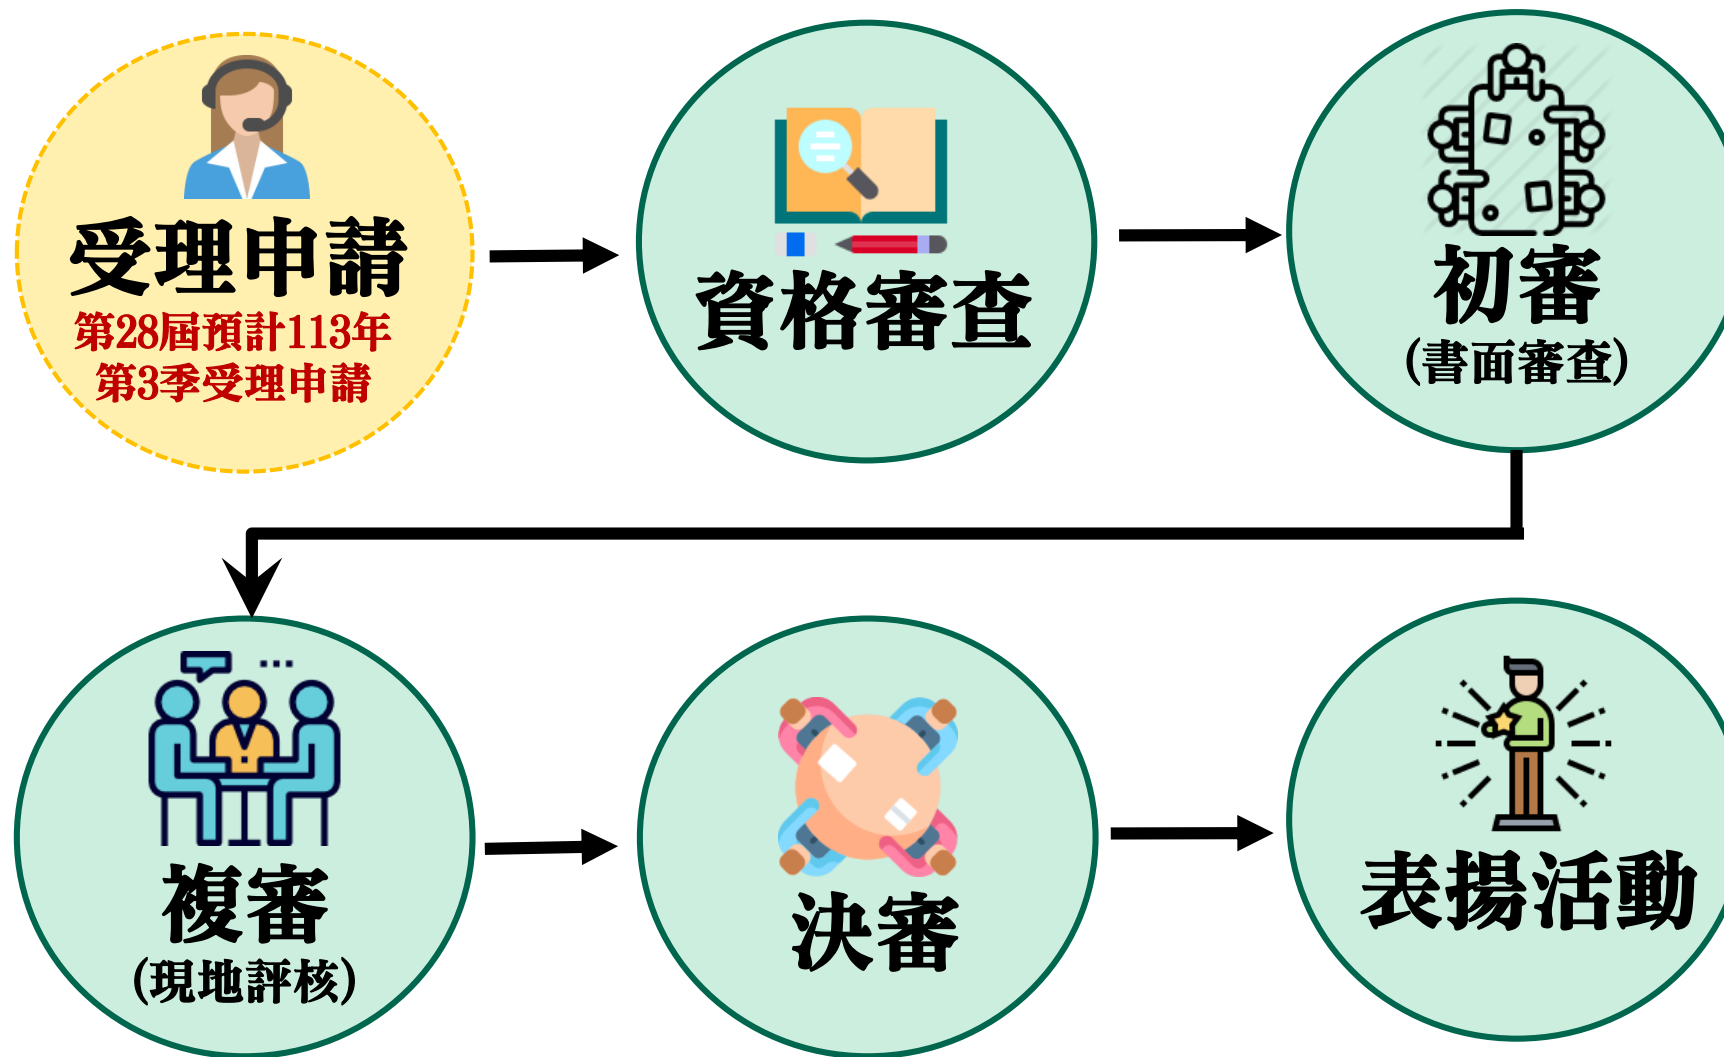 受理申請
第28屆預計113年
第3季受理申請
資格審查
初審
(書面審查)
複審
(現地評核)
決審
表揚活動